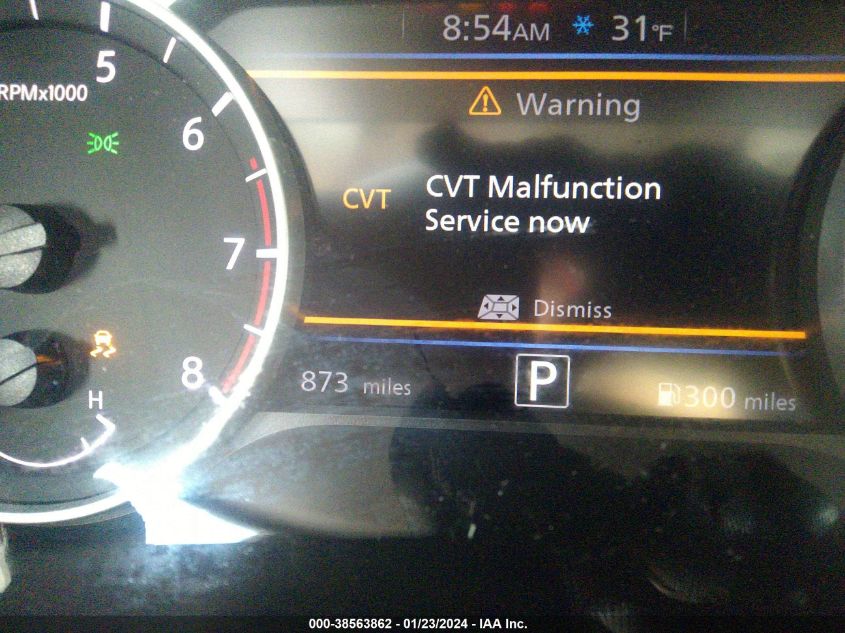 8:54AM 31°F
5
RPMx1000
Warning
6
CVT CVT Malfunction
Service now
7
Dismiss
8
873 miles P 300 miles
H
000-38563862 - 01/23/2024 - IAA Inc.